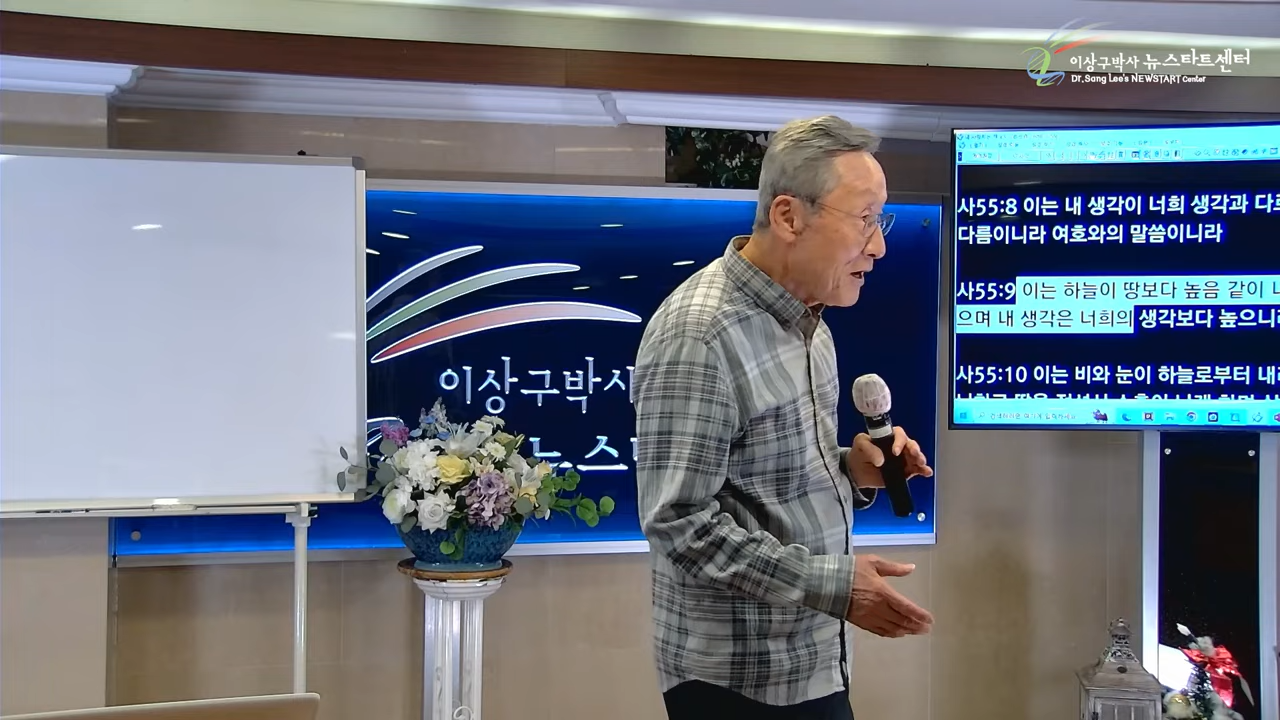 이상구박사 뉴스타트센터
Dr. Sang Lee's NEWSTART Center
사55:8 이는 내 생각이 너희 생각과
다름이니라 여호와의 말씀이니라
사55:9 이는 하늘이 땅보다 높음 같이
으며 내 생각은 너희의 생각보다 높으니라
사55:10 이는 비와 눈이 하늘로부터
이상구박사
뉴스